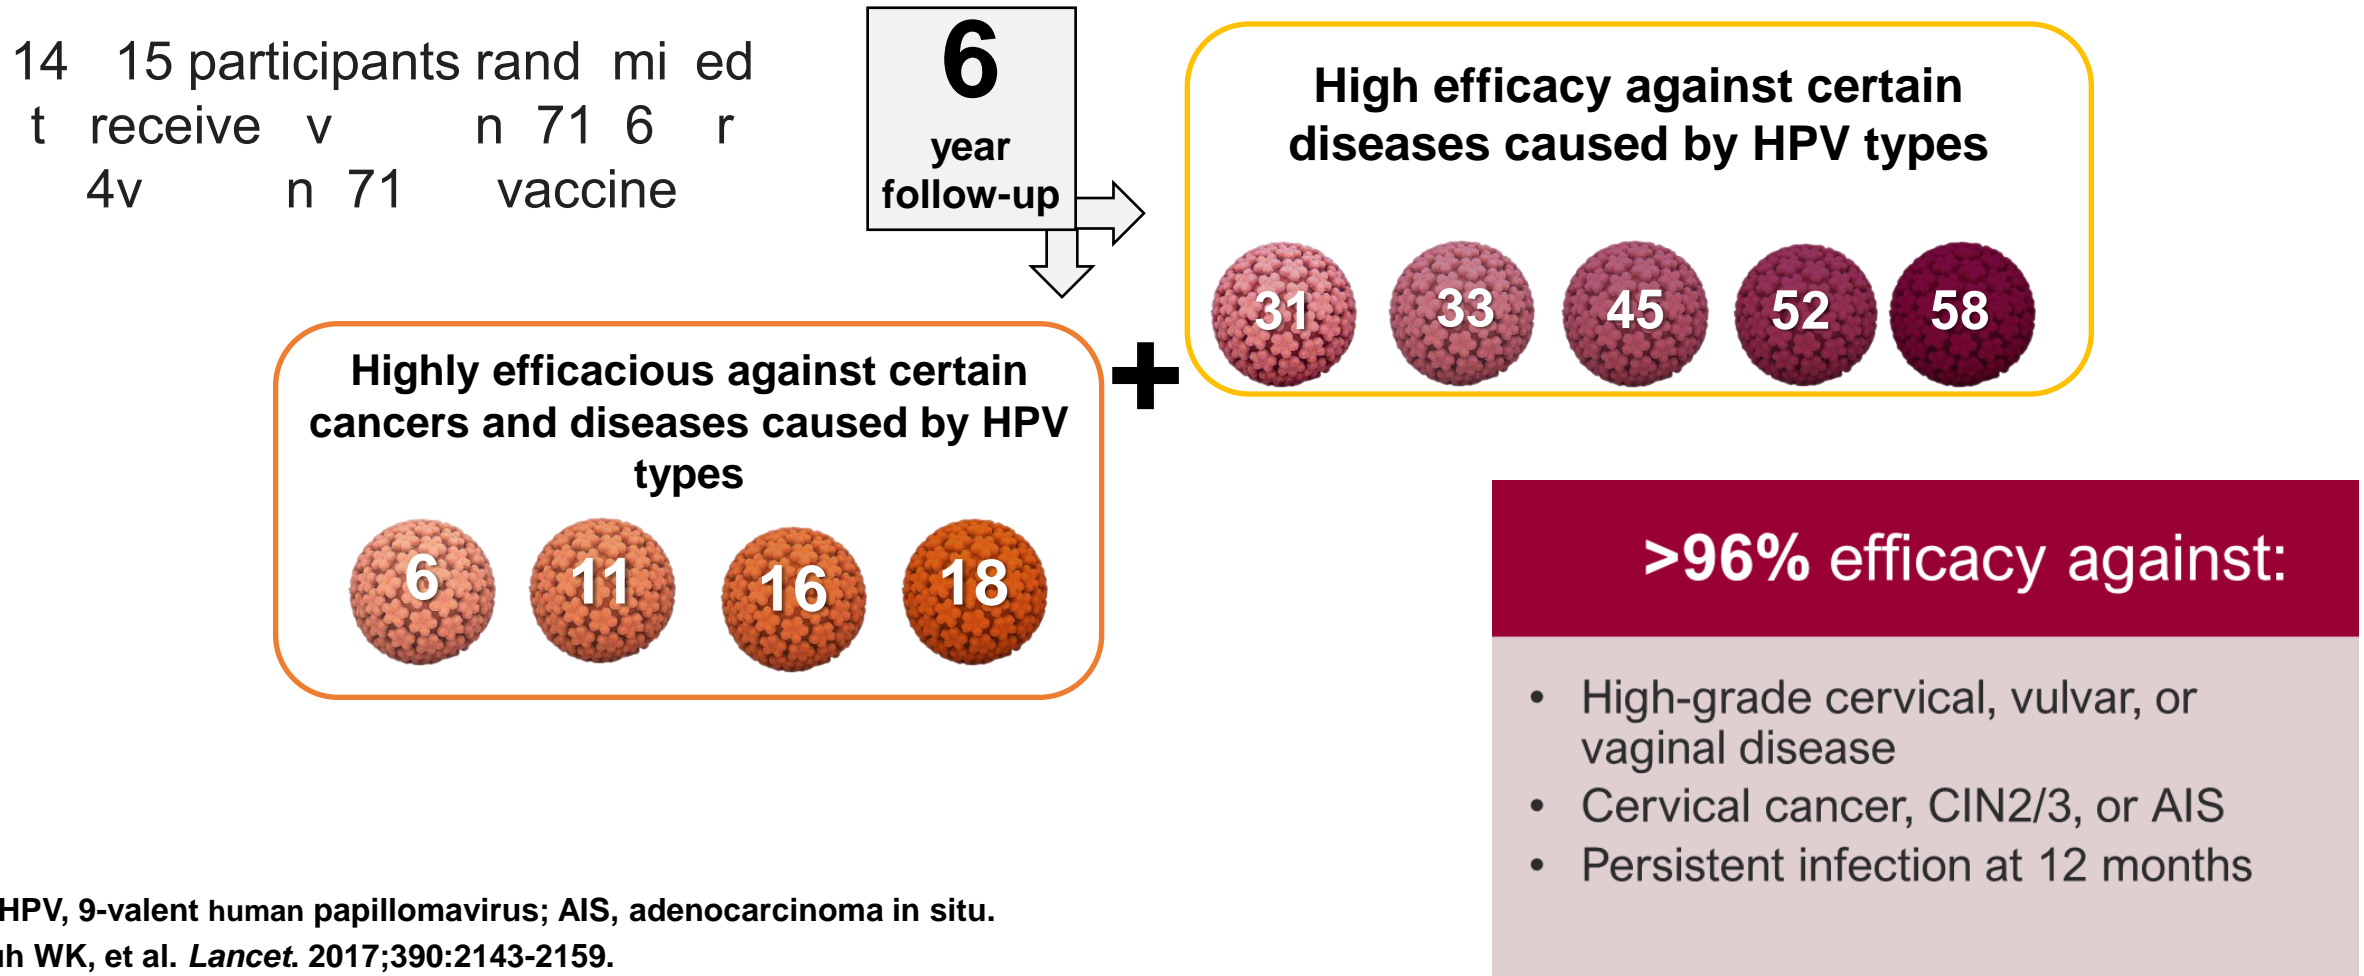 14 15 participants rand mi ed
t receive v n 71 6 r
4v n 71 vaccine
6
year
follow-up
High efficacy against certain
diseases caused by HPV types
31 33 45 52 58
+
Highly efficacious against certain
cancers and diseases caused by HPV
types
6 11 16 18
>96% efficacy against:
• High-grade cervical, vulvar, or
vaginal disease
• Cervical cancer, CIN2/3, or AIS
• Persistent infection at 12 months
HPV, 9-valent human papillomavirus; AIS, adenocarcinoma in situ.
WK, et al. Lancet. 2017;390:2143-2159.